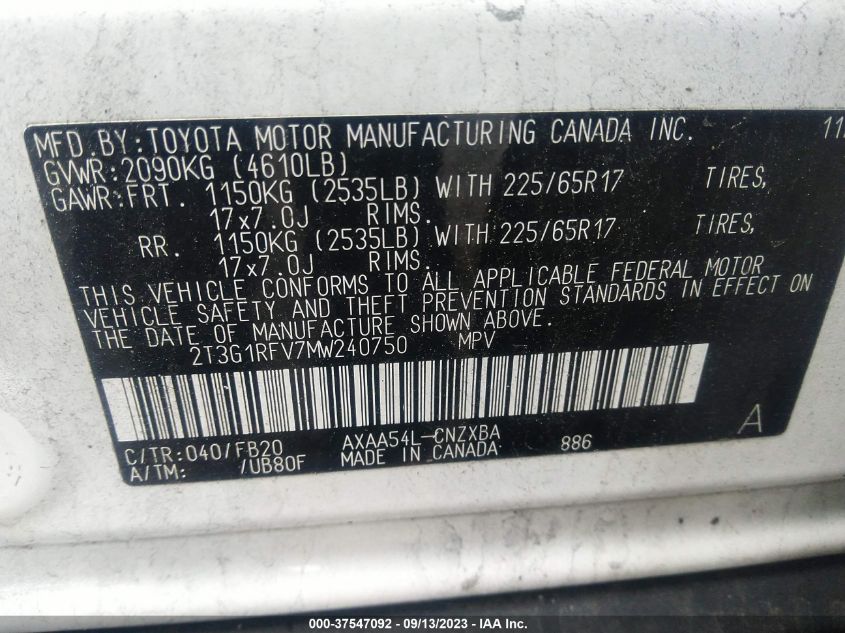 MFD.BY:TOYOTA MOTOR MANUFACTURING CANADA INC.
GVWR:2090KG (4610LB)
GAWR:FRT. 1150KG (2535LB) WITH 225/65R17 TIRES,
17x7.0J RIMS.
RR. 1150KG (2535LB) WITH 225/65R17 TIRES,
17x7.0J RIMS.
THIS VEHICLE CONFORMS TO ALL APPLICABLE FEDERAL MOTOR
VEHICLE SAFETY AND THEFT PREVENTION STANDARDS IN EFFECT ON
THE DATE OF MANUFACTURE SHOWN ABOVE.
2T3G1RFV7MW240750 MPV
A
C/TR:040/FB20 AXAA54L-CNZXBA 886
A/TM: /UB80F MADE IN CANADA
000-37547092 - 09/13/2023 - IAA Inc.